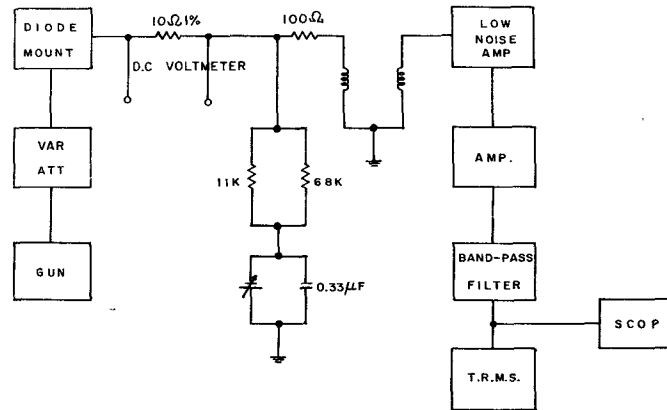 DIODE
MOUNT
10Ω 1%
D.C VOLTMETER
100Ω
LOW
NOISE
AMP
VAR
ATT
11K
68K
AMP.
GUN
0.33μF
BAND-PASS
FILTER
SCOP
T.R.M.S.